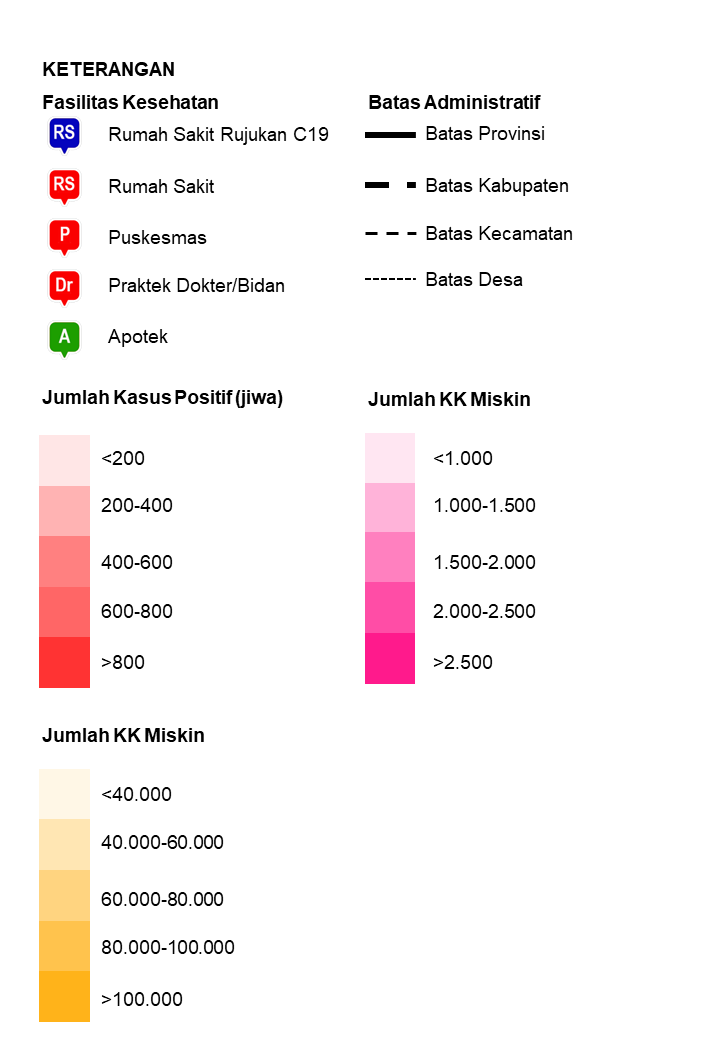 KETERANGAN
Fasilitas Kesehatan
RS Rumah Sakit Rujukan C19
RS Rumah Sakit
P Puskesmas
Dr Praktek Dokter/Bidan
A Apotek
Batas Administratif
Batas Provinsi
Batas Kabupaten
Batas Kecamatan
Batas Desa
Jumlah Kasus Positif (jiwa)
<200
200-400
400-600
600-800
>800
Jumlah KK Miskin
<1.000
1.000-1.500
1.500-2.000
2.000-2.500
>2.500
Jumlah KK Miskin
<40.000
40.000-60.000
60.000-80.000
80.000-100.000
>100.000